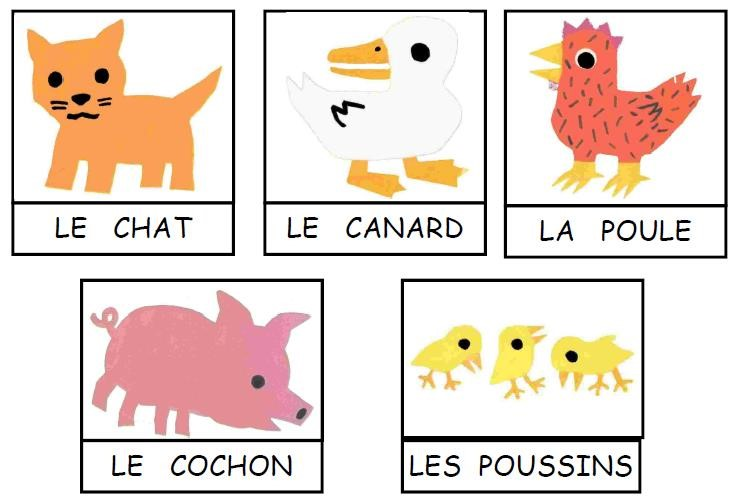 LE CHAT
LE CANARD
LA POULE
LE COCHON
LES POUSSINS